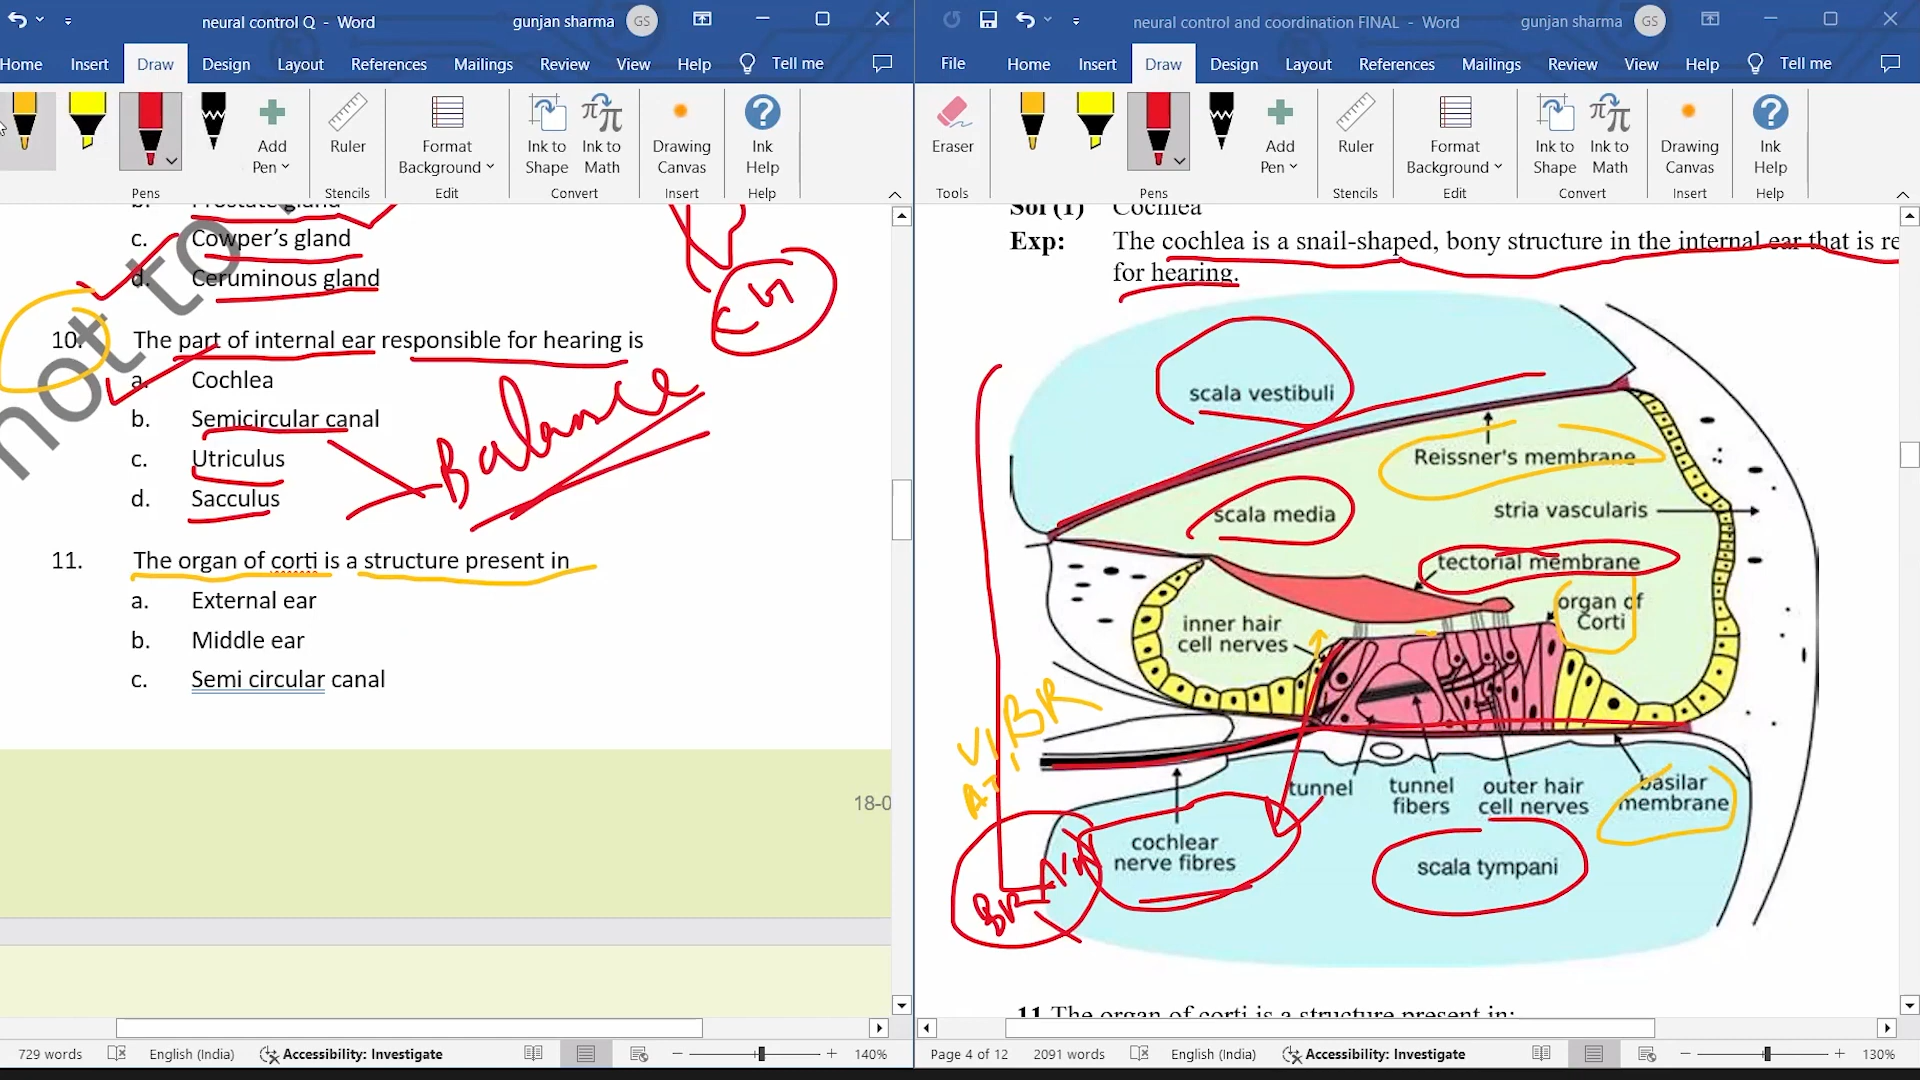 neural control Q - Word
gunjan sharma
GS
Home Insert Draw Design Layout References Mailings Review View Help Tell me
Add Pen
Ruler
Format Background
Ink to Shape
Ink to Math
Drawing Canvas
Ink Help
Pens
Stencils
Edit
Convert
Insert
Help
b. Prostate gland
c. Cowper's gland
d. Ceruminous gland
not to
10. The part of internal ear responsible for hearing is
a. Cochlea
b. Semicircular canal
c. Utriculus
d. Sacculus
Balance
11. The organ of corti is a structure present in
a. External ear
b. Middle ear
c. Semi circular canal
18-0
729 words
English (India)
Accessibility: Investigate
140%
neural control and coordination FINAL - Word
gunjan sharma
GS
File Home Insert Draw Design Layout References Mailings Review View Help Tell me
Eraser
Add Pen
Ruler
Format Background
Ink to Shape
Ink to Math
Drawing Canvas
Ink Help
Tools
Pens
Stencils
Edit
Convert
Insert
Help
Sol (1) Cochlea
Exp: The cochlea is a snail-shaped, bony structure in the internal ear that is re
for hearing.
scala vestibuli
Reissner's membrane
scala media
stria vascularis
tectorial membrane
organ of
Corti
inner hair
cell nerves
VIBR
AT
tunnel
tunnel
fibers
outer hair
cell nerves
basilar
membrane
cochlear
nerve fibres
scala tympani
11 The organ of corti is a structure present in:
Page 4 of 12
2091 words
English (India)
Accessibility: Investigate
130%